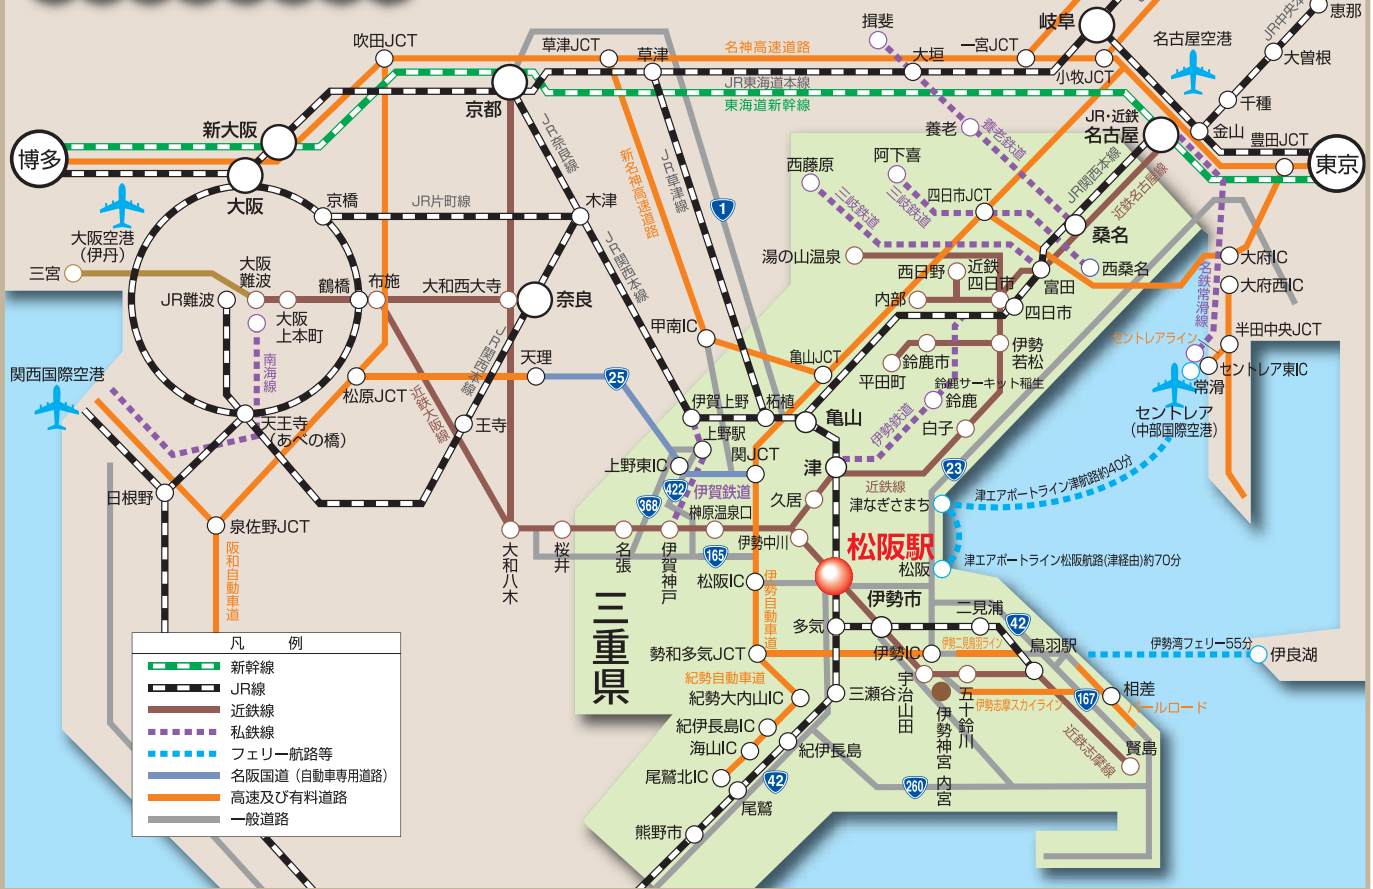 恵那
揖斐
岐阜
吹田JCT
草津JCT
草津
名神高速道路
大垣
一宮JCT
名古屋空港
大曽根
JR中央本
小牧JCT
京都
JR東海道本線
東海道新幹線
千種
新大阪
博多
養老
養老鉄道
JR・近鉄
名古屋
金山
豊田JCT
東京
JR奈良線
新名神高速道路
JR草津線
西藤原
阿下喜
三岐鉄道
三岐鉄道
四日市JCT
JR関西本線
近鉄名古屋線
大阪
京橋
JR片町線
木津
1
大阪空港
(伊丹)
三宮
大阪
難波
鶴橋
布施
大和西大寺
奈良
JR関西本線
湯の山温泉
西日野
近鉄
四日市
桑名
西桑名
富田
大府IC
大府西IC
名鉄常滑線
JR難波
大阪
上本町
内部
四日市
甲南IC
半田中央JCT
セントレアライン
南海線
天理
JR関西本線
亀山JCT
鈴鹿市
伊勢
若松
平田町
鈴鹿サーキット稲生
鈴鹿
セントレア東IC
常滑
関西国際空港
松原JCT
25
近鉄大阪線
伊賀上野
柘植
亀山
伊勢鉄道
白子
セントレア
(中部国際空港)
天王寺
(あべの橋)
王寺
上野駅
関JCT
上野東IC
津
23
近鉄線
津エアポートライン津航路約40分
日根野
422
伊賀鉄道
368
久居
津なぎさまち
榊原温泉口
泉佐野JCT
阪和自動車道
大和八木
桜井
名張
伊賀神戸
165
伊勢中川
松阪駅
松阪
津エアポートライン松阪航路(津経由)約70分
松阪IC
伊勢自動車道
三重県
伊勢市
二見浦
42
多気
鳥羽駅
伊勢二見鳥羽ライン
伊勢湾フェリー55分
伊良湖
勢和多気JCT
伊勢IC
紀勢自動車道
紀勢大内山IC
三瀬谷
宇治山田
五十鈴川
伊勢志摩スカイライン
167
相差
パールロード
伊勢神宮 内宮
紀伊長島IC
紀伊長島
海山IC
近鉄志摩線
賢島
尾鷲北IC
42
260
尾鷲
熊野市
凡 例
新幹線
JR線
近鉄線
私鉄線
フェリー航路等
名阪国道(自動車専用道路)
高速及び有料道路
一般道路